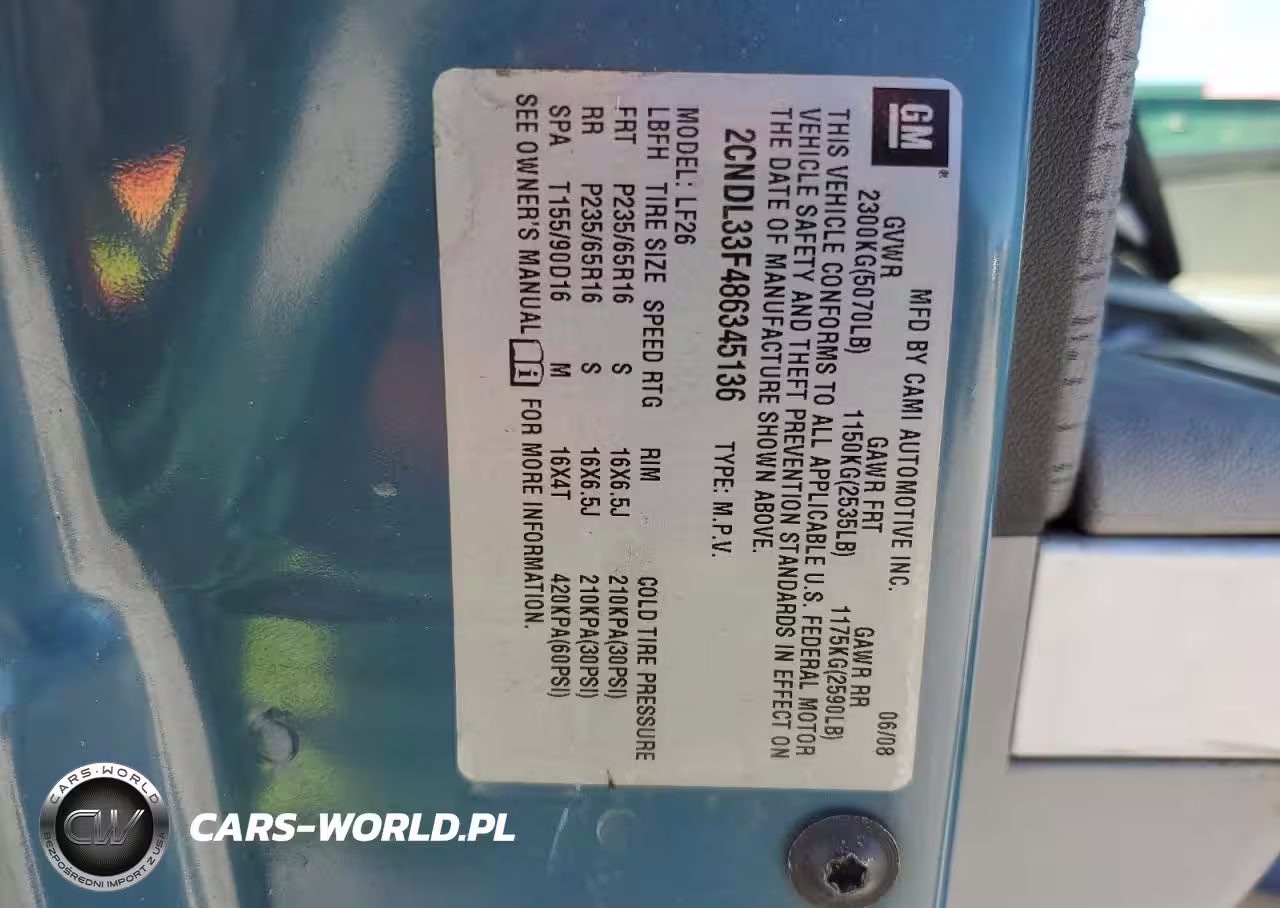 GM
MFD BY CAMI AUTOMOTIVE INC. 06/08
GVWR GAWR FRT GAWR RR
2300KG(5070LB) 1150KG(2535LB) 1175KG(2590LB)
THIS VEHICLE CONFORMS TO ALL APPLICABLE U.S. FEDERAL MOTOR
VEHICLE SAFETY AND THEFT PREVENTION STANDARDS IN EFFECT ON
THE DATE OF MANUFACTURE SHOWN ABOVE.
2CNDL33F486345136 TYPE: M.P.V.
MODEL: LF26
LBFH TIRE SIZE SPEED RTG RIM COLD TIRE PRESSURE
FRT P235/65R16 S 16X6.5J 210KPA(30PSI)
RR P235/65R16 S 16X6.5J 210KPA(30PSI)
SPA T155/90D16 M 16X4T 420KPA(60PSI)
SEE OWNER'S MANUAL i FOR MORE INFORMATION.
CARS-WORLD
CW
BEZPOŚREDNI IMPORT Z USA
CARS-WORLD.PL